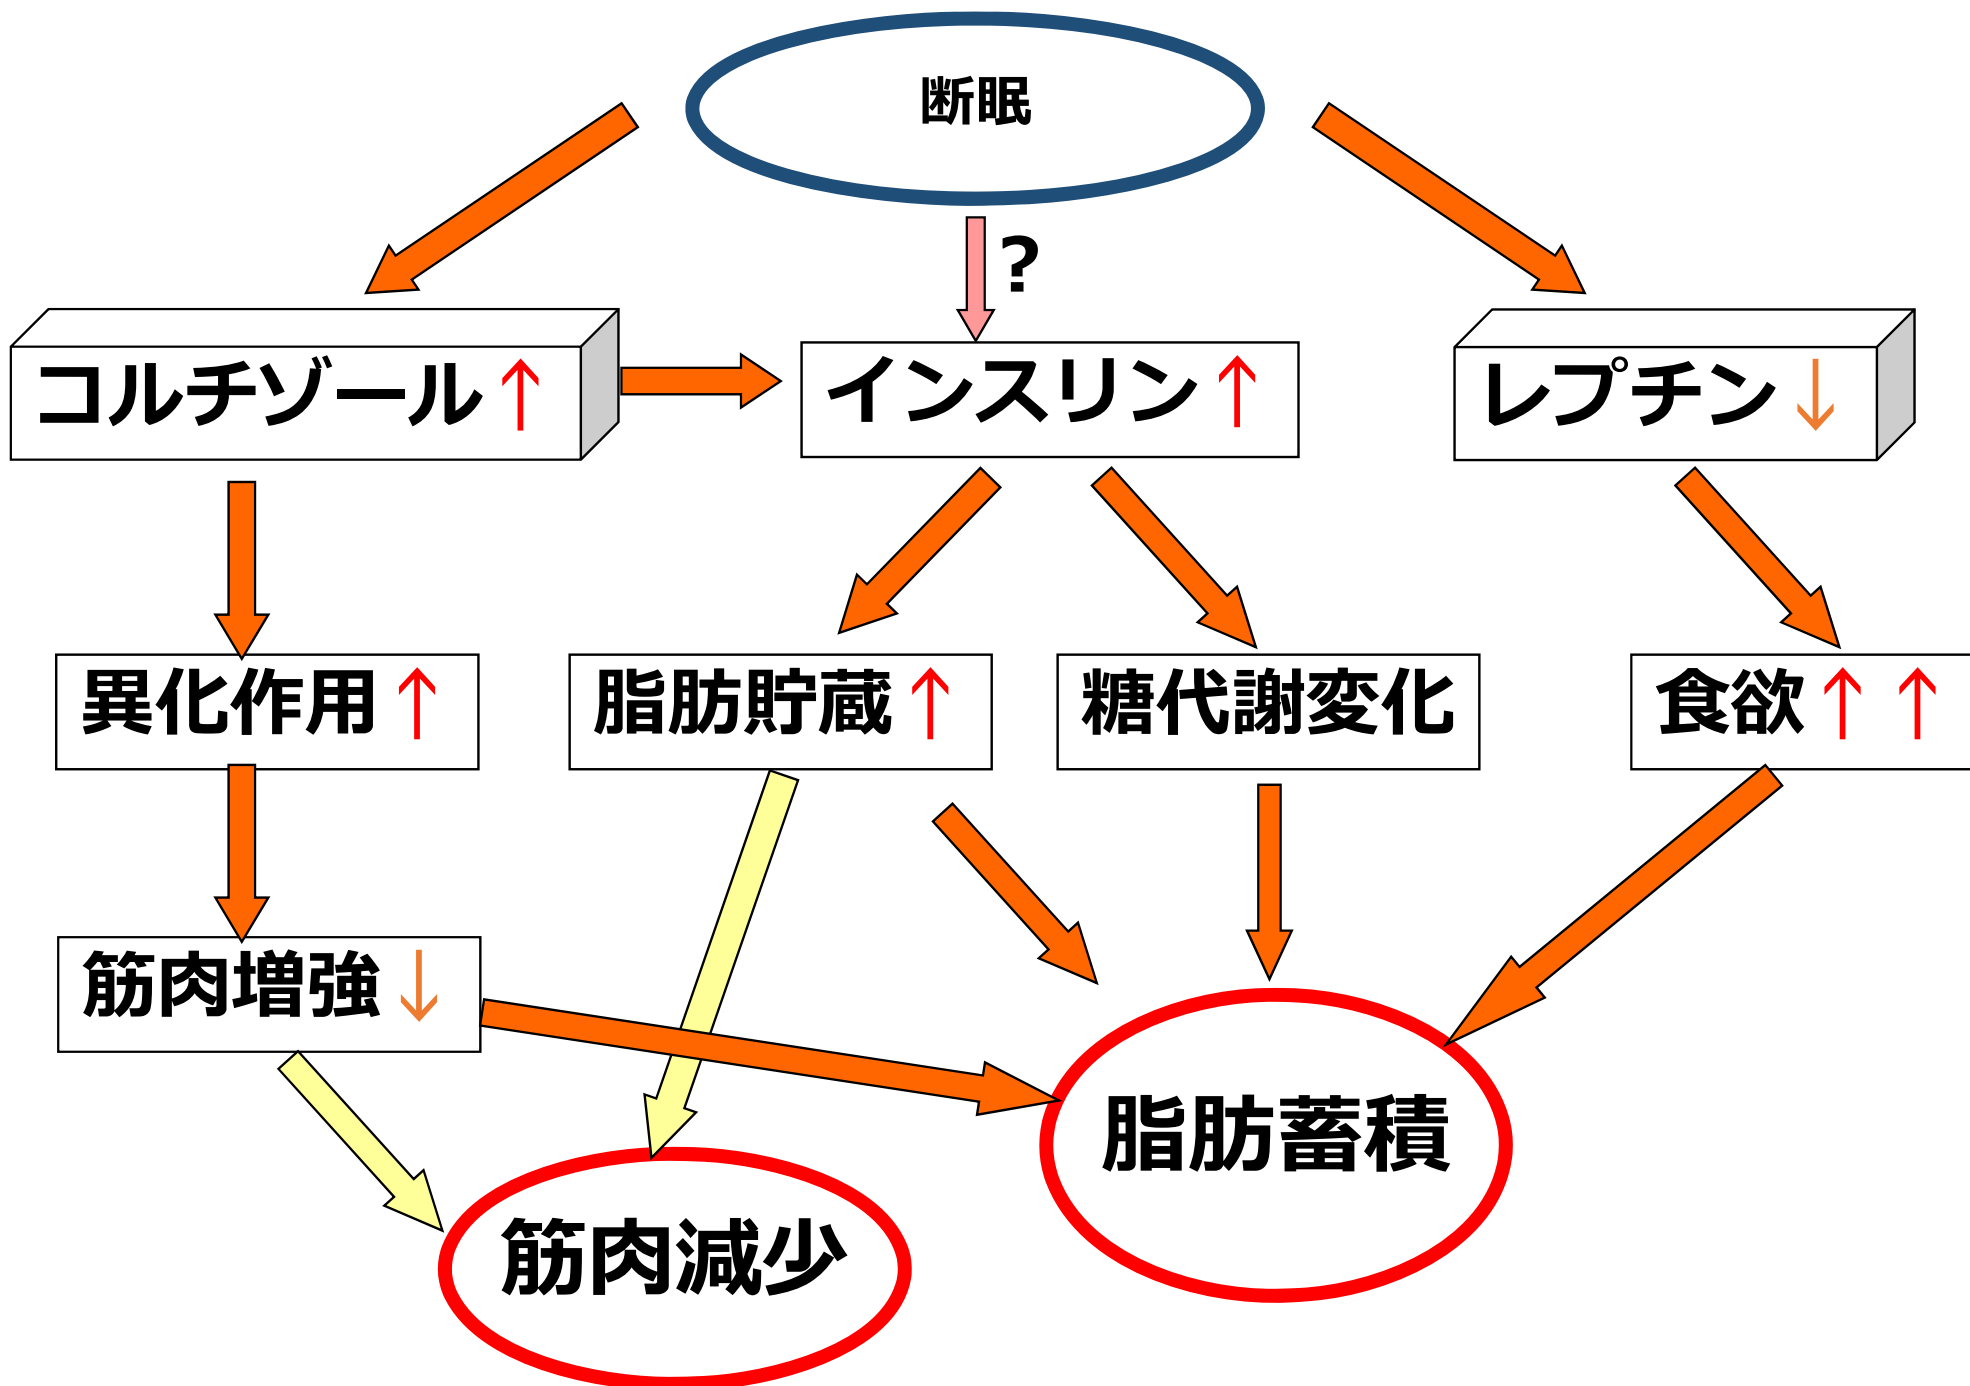 断眠
?
コルチゾール↑
インスリン↑
レプチン↓
異化作用↑
脂肪貯蔵↑
糖代謝変化
食欲↑↑
筋肉増強↓
脂肪蓄積
筋肉減少